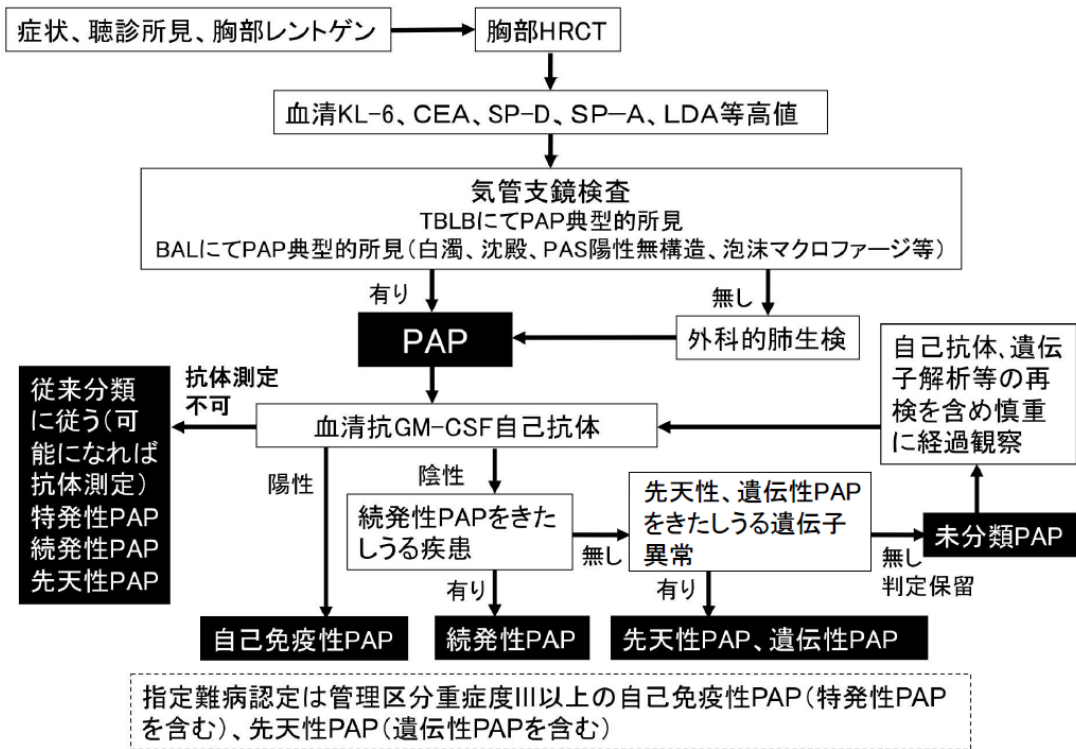 症状、聴診所見、胸部レントゲン
胸部HRCT
血清KL-6、CEA、SP-D、SP-A、LDA等高値
気管支鏡検査
TBLBにてPAP典型的所見
BALにてPAP典型的所見(白濁、沈殿、PAS陽性無構造、泡沫マクロファージ等)
有り
無し
PAP
外科的肺生検
自己抗体、遺伝
子解析等の再
検を含め慎重
に経過観察
従来分類
に従う(可
能になれば
抗体測定)
特発性PAP
続発性PAP
先天性PAP
抗体測定
不可
血清抗GM-CSF自己抗体
陽性
陰性
続発性PAPをきた
しうる疾患
無し
先天性、遺伝性PAP
をきたしうる遺伝子
異常
無し
判定保留
未分類PAP
有り
有り
自己免疫性PAP
続発性PAP
先天性PAP、遺伝性PAP
指定難病認定は管理区分重症度III以上の自己免疫性PAP(特発性PAP
を含む)、先天性PAP(遺伝性PAPを含む)